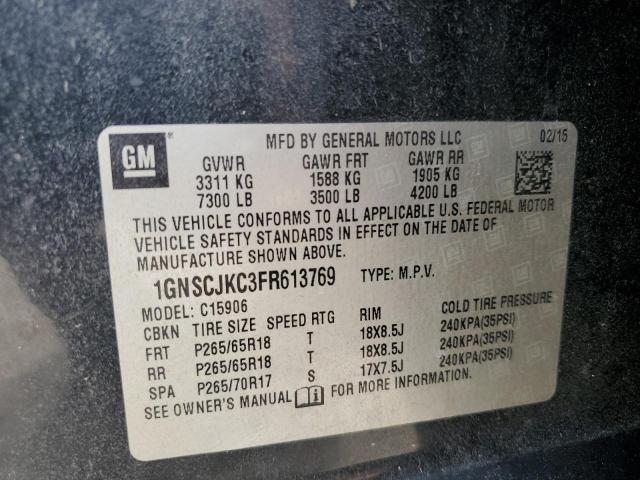 GM
MFD BY GENERAL MOTORS LLC 02/15
GVWR GAWR FRT GAWR RR
3311 KG 1588 KG 1905 KG
7300 LB 3500 LB 4200 LB
THIS VEHICLE CONFORMS TO ALL APPLICABLE U.S. FEDERAL MOTOR
VEHICLE SAFETY STANDARDS IN EFFECT ON THE DATE OF
MANUFACTURE SHOWN ABOVE.
1GNSCJKC3FR613769 TYPE: M.P.V.
MODEL: C15906
CBKN TIRE SIZE SPEED RTG RIM COLD TIRE PRESSURE
FRT P265/65R18 T 18X8.5J 240KPA(35PSI)
RR P265/65R18 T 18X8.5J 240KPA(35PSI)
SPA P265/70R17 S 17X7.5J 240KPA(35PSI)
SEE OWNER'S MANUAL FOR MORE INFORMATION.